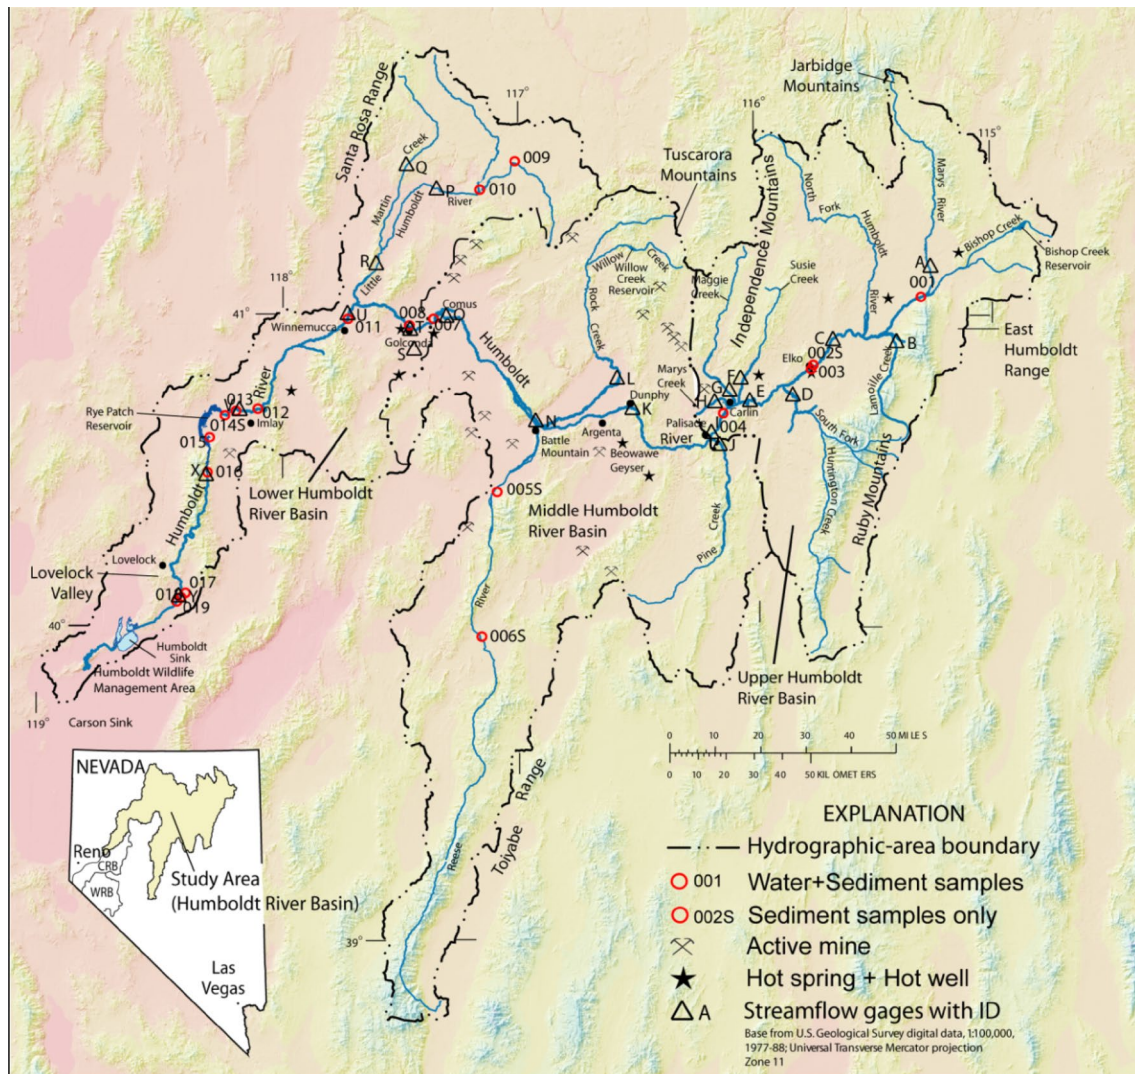 Jarbidge
Mountains
Santa Rosa Range
117°
116°
115°
Tuscarora
Mountains
Independence Mountains
Martin
Creek
Q
P
009
010
Humboldt
River
Little
R
North
Fork
Humboldt
River
Marys
River
Bishop Creek
Bishop Creek
Reservoir
A
001
Willow
Creek
Willow
Creek
Reservoir
Rock
Creek
Maggie
Creek
Susie
Creek
118°
41°
Winnemucca
U
011
008
Comus
O
007
T
Golconda
S
Humboldt
East
Humboldt
Range
C
B
Elko
002S
003
Lamoille Creek
Marys
Creek
F
G
H
E
Carlin
D
L
Dunphy
K
Palisade
004
I
J
River
South Fork
Huntington Creek
Ruby Mountains
Rye Patch
Reservoir
013
V
014S
River
012
Imlay
015
X
016
Humboldt
N
Battle
Mountain
Argenta
Beowawe
Geyser
005S
Lower Humboldt
River Basin
Middle Humboldt
River Basin
Creek
Pine
Lovelock
Lovelock
Valley
017
018
Y
019
River
006S
40°
Humboldt
Sink
Humboldt Wildlife
Management Area
119°
Carson Sink
Upper Humboldt
River Basin
0 10 20 30 40 50 MILES
0 10 20 30 40 50 KILOMETERS
Toiyabe Range
Reese
39°
NEVADA
Reno
CRB
WRB
Study Area
(Humboldt River Basin)
Las
Vegas
EXPLANATION
Hydrographic-area boundary
001 Water+Sediment samples
002S Sediment samples only
Active mine
Hot spring + Hot well
A Streamflow gages with ID
Base from U.S. Geological Survey digital data, 1:100,000,
1977-88; Universal Transverse Mercator projection
Zone 11